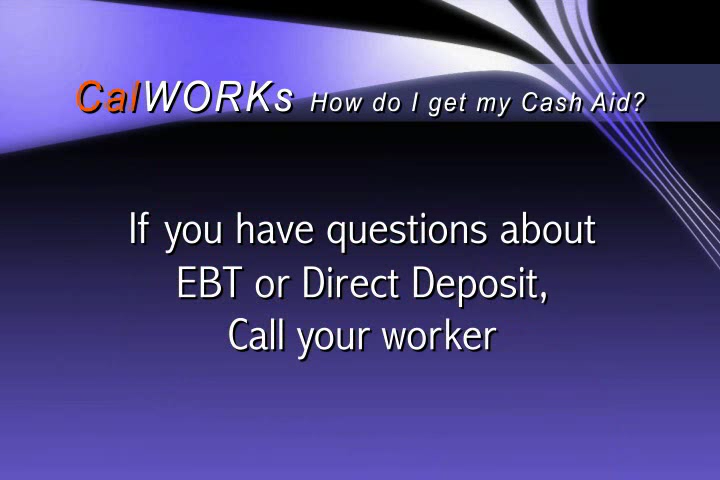 CalWORKs How do I get my Cash Aid?
If you have questions about
EBT or Direct Deposit,
Call your worker